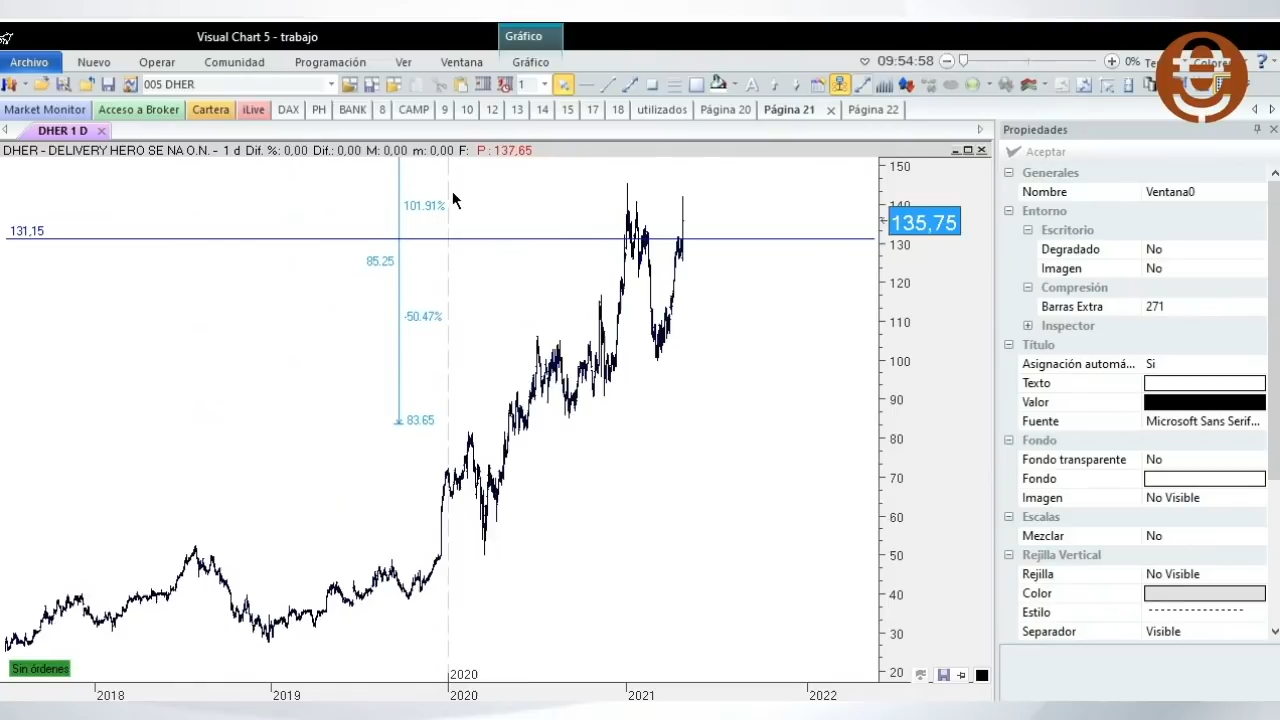 Visual Chart 5 - trabajo
Gráfico
Archivo Nuevo Operar Comunidad Programación Ver Ventana Gráfico 09:54:58 0%
005 DHER 1
Market Monitor Acceso a Broker Cartera iLive DAX PH BANK 8 CAMP 9 10 12 13 14 15 17 18 utilizados Página 20 Página 21 Página 22
DHER 1 D
DHER - DELIVERY HERO SE NA O.N. - 1 d Dif. %: 0,00 Dif.: 0,00 M: 0,00 m: 0,00 F: P : 137,65
131,15
101.91%
85.25
-50.47%
83.65
150
140
135,75
130
120
110
100
90
80
70
60
50
40
30
20
Sin órdenes
2020
2018 2019 2020 2021 2022
Propiedades
Aceptar
Generales
Nombre Ventana0
Entorno
Escritorio
Degradado No
Imagen No
Compresión
Barras Extra 271
Inspector
Título
Asignación automá... Si
Texto
Valor
Fuente Microsoft Sans Serif...
Fondo
Fondo transparente No
Fondo
Imagen No Visible
Escalas
Mezclar No
Rejilla Vertical
Rejilla No Visible
Color
Estilo
Separador Visible